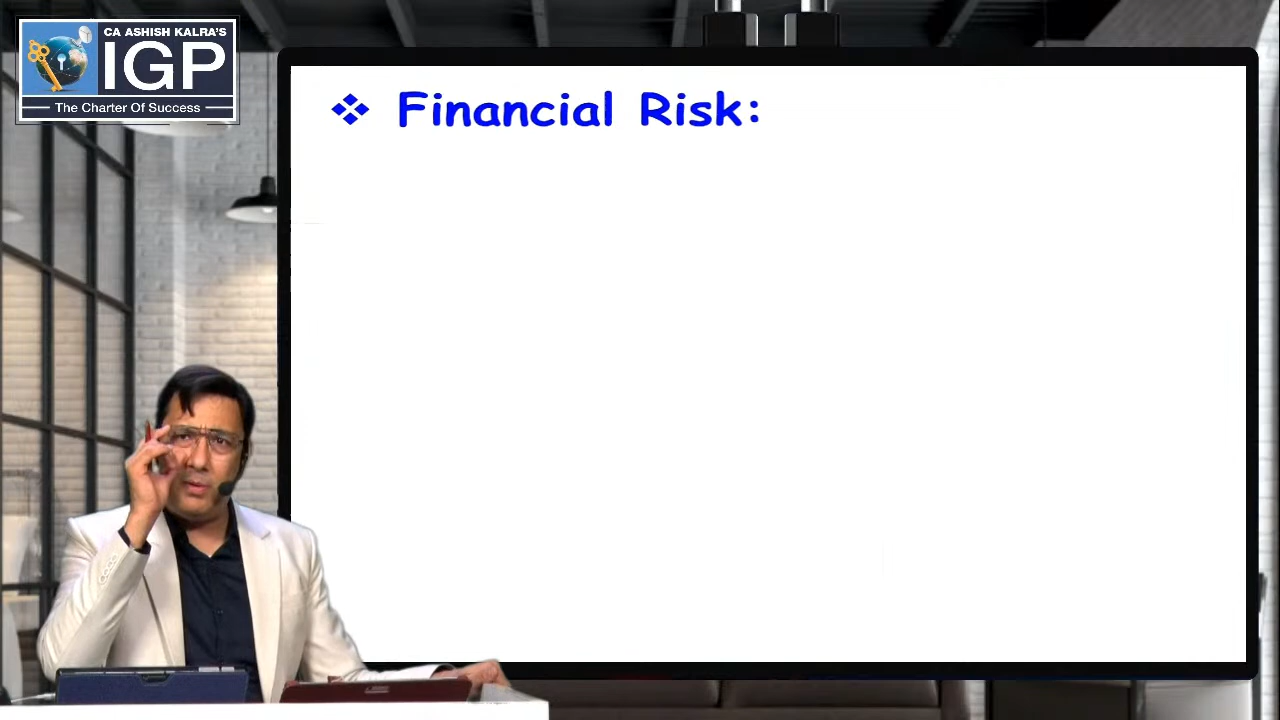 CA ASHISH KALRA'S
IGP
The Charter Of Success
❖ Financial Risk: